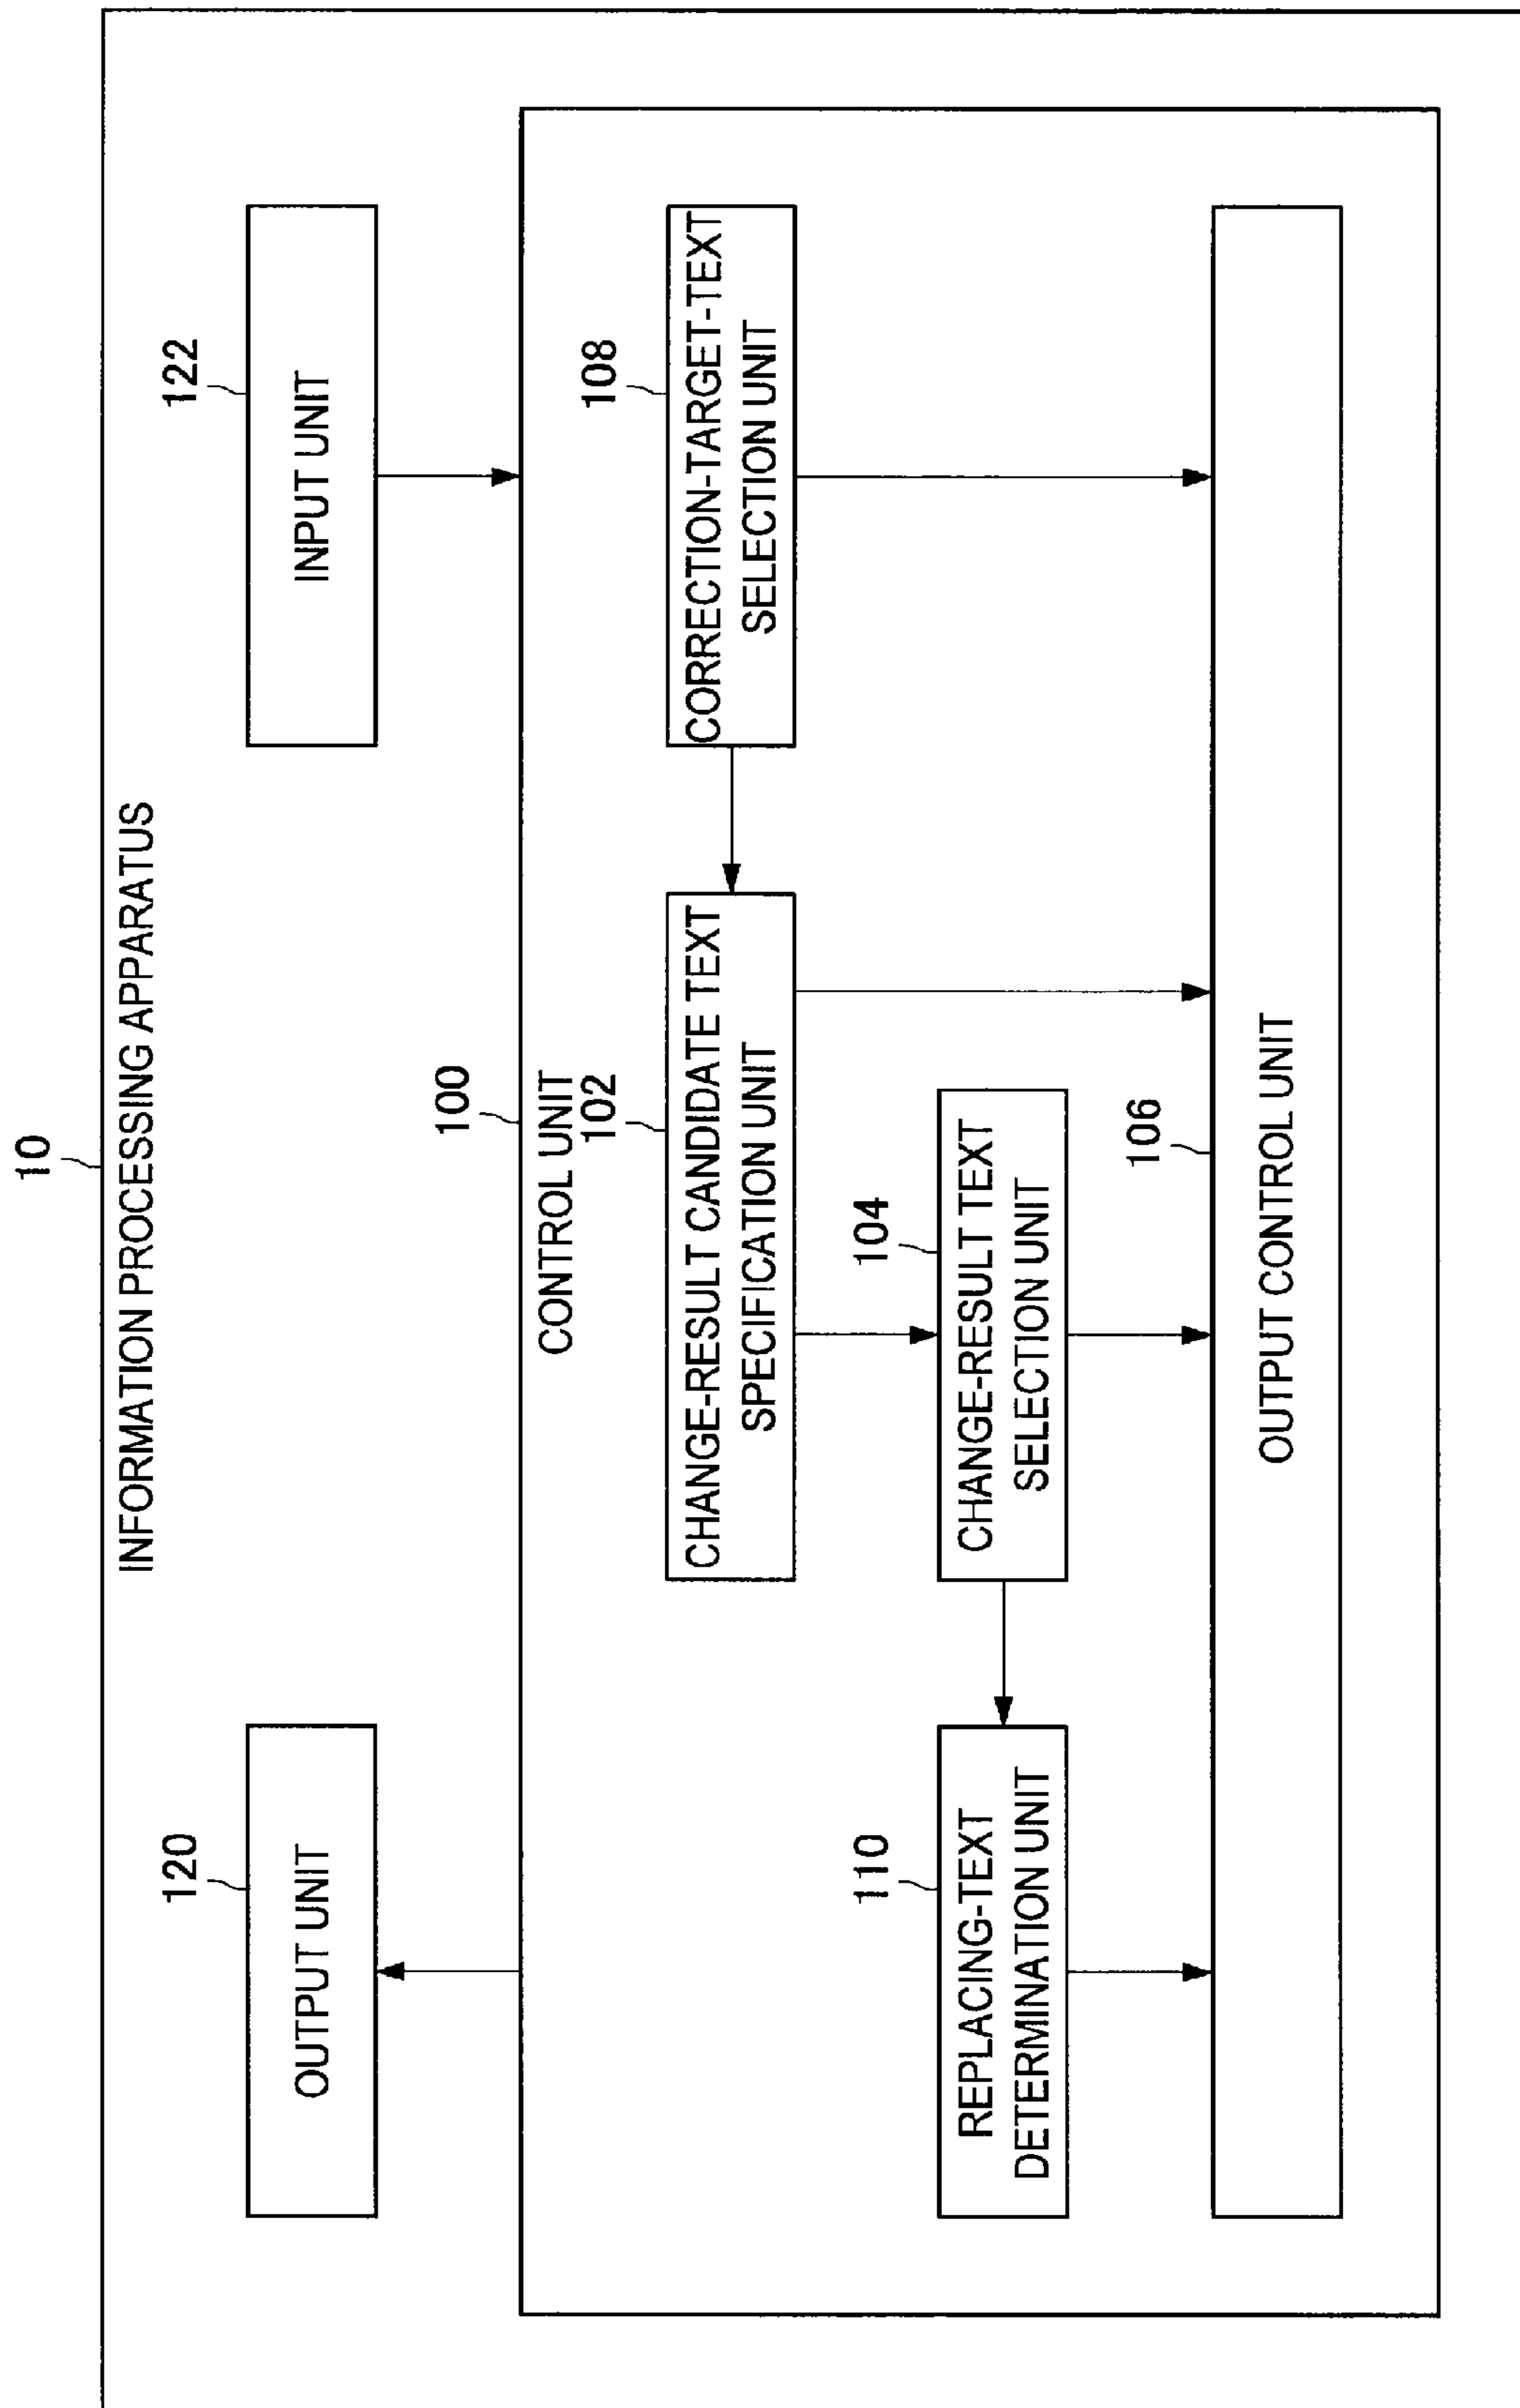 10
INFORMATION PROCESSING APPARATUS
120
OUTPUT UNIT
122
INPUT UNIT
100
CONTROL UNIT
102
CHANGE-RESULT CANDIDATE TEXT
SPECIFICATION UNIT
108
CORRECTION-TARGET-TEXT
SELECTION UNIT
110
REPLACING-TEXT
DETERMINATION UNIT
104
CHANGE-RESULT TEXT
SELECTION UNIT
106
OUTPUT CONTROL UNIT